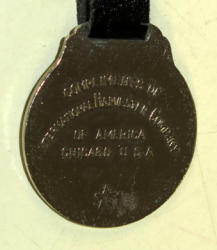 COMPLIMENTS OF
INTERNATIONAL HARVESTER COMPANY
OF AMERICA
CHICAGO U.S.A